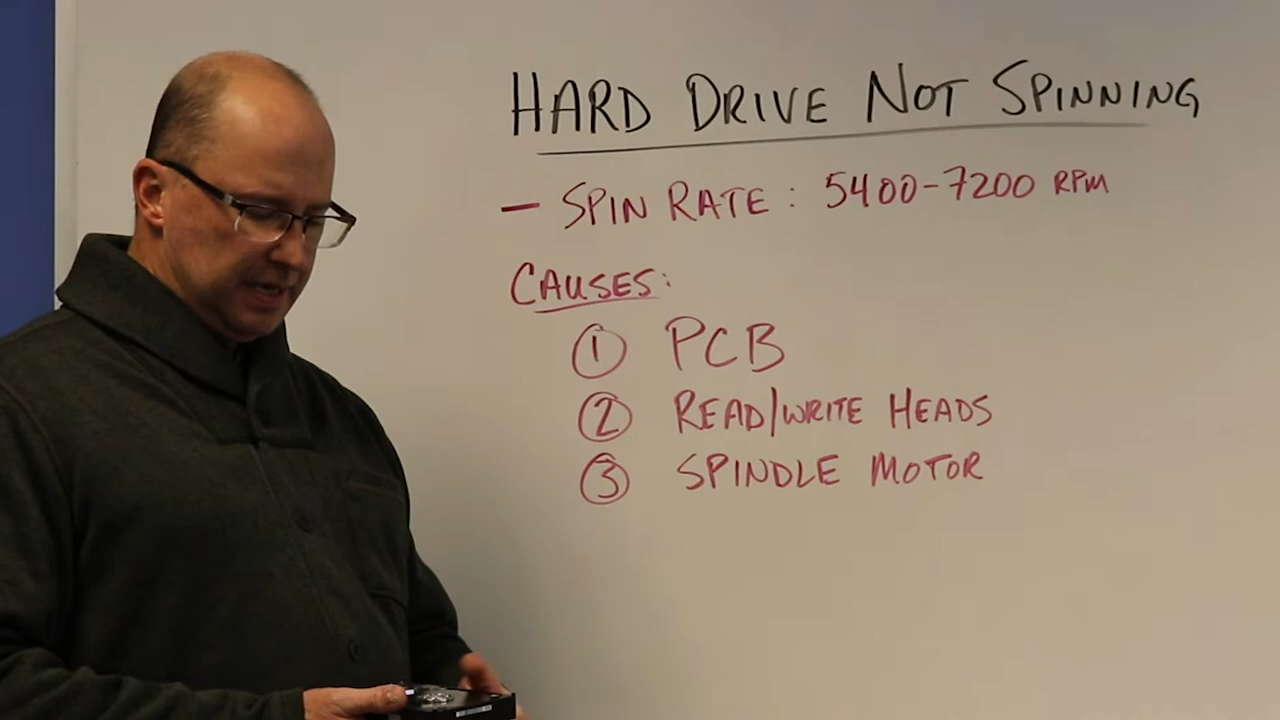 HARD DRIVE NOT SPINNING
- SPIN RATE: 5400-7200 RPM
CAUSES:
1 PCB
2 READ/WRITE HEADS
3 SPINDLE MOTOR